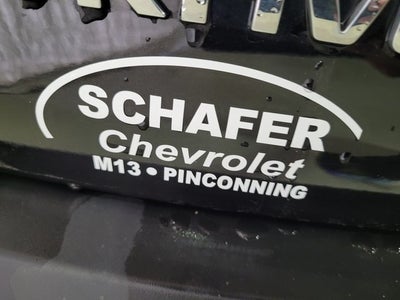 SCHAFER
Chevrolet
M13 • PINCONNING